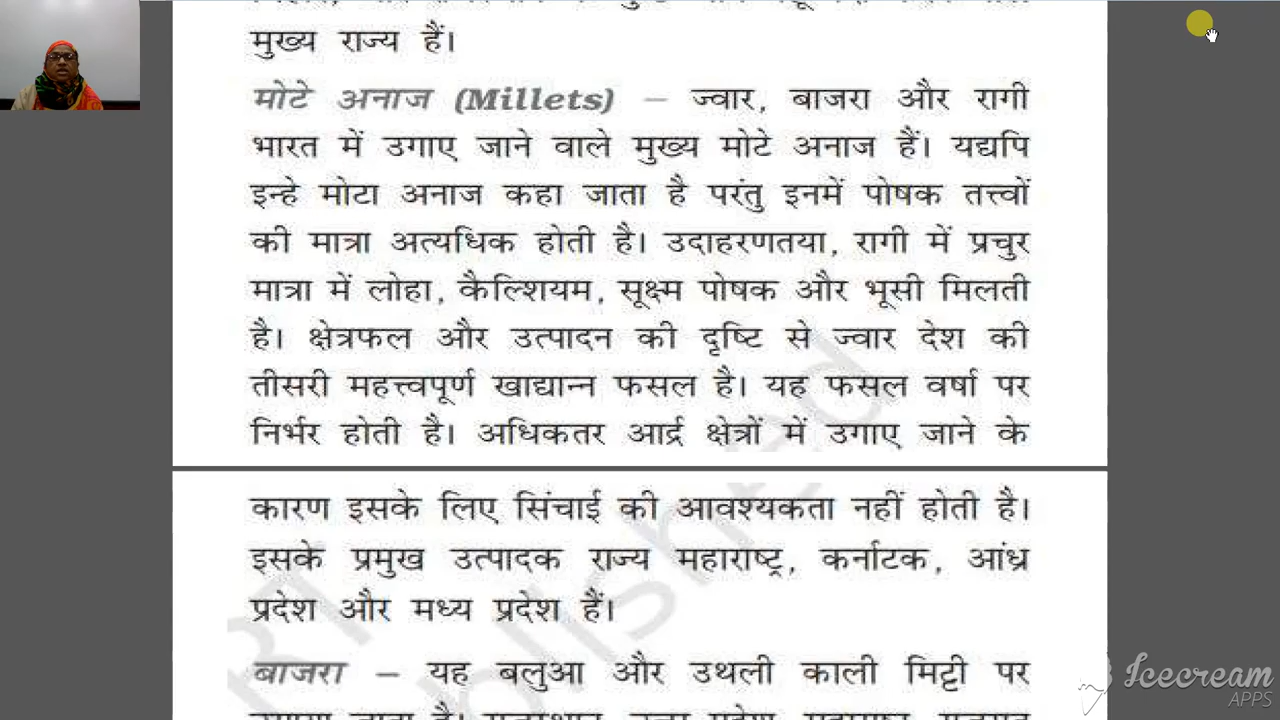 मुख्य राज्य हैं।
मोटे अनाज (Millets) – ज्वार, बाजरा और रागी
भारत में उगाए जाने वाले मुख्य मोटे अनाज हैं। यद्यपि
इन्हे मोटा अनाज कहा जाता है परंतु इनमें पोषक तत्त्वों
की मात्रा अत्यधिक होती है। उदाहरणतया, रागी में प्रचुर
मात्रा में लोहा, कैल्शियम, सूक्ष्म पोषक और भूसी मिलती
है। क्षेत्रफल और उत्पादन की दृष्टि से ज्वार देश की
तीसरी महत्त्वपूर्ण खाद्यान्न फसल है। यह फसल वर्षा पर
निर्भर होती है। अधिकतर आर्द्र क्षेत्रों में उगाए जाने के
कारण इसके लिए सिंचाई की आवश्यकता नहीं होती है।
इसके प्रमुख उत्पादक राज्य महाराष्ट्र, कर्नाटक, आंध्र
प्रदेश और मध्य प्रदेश हैं।
बाजरा – यह बलुआ और उथली काली मिट्टी पर
Icecream
APPS